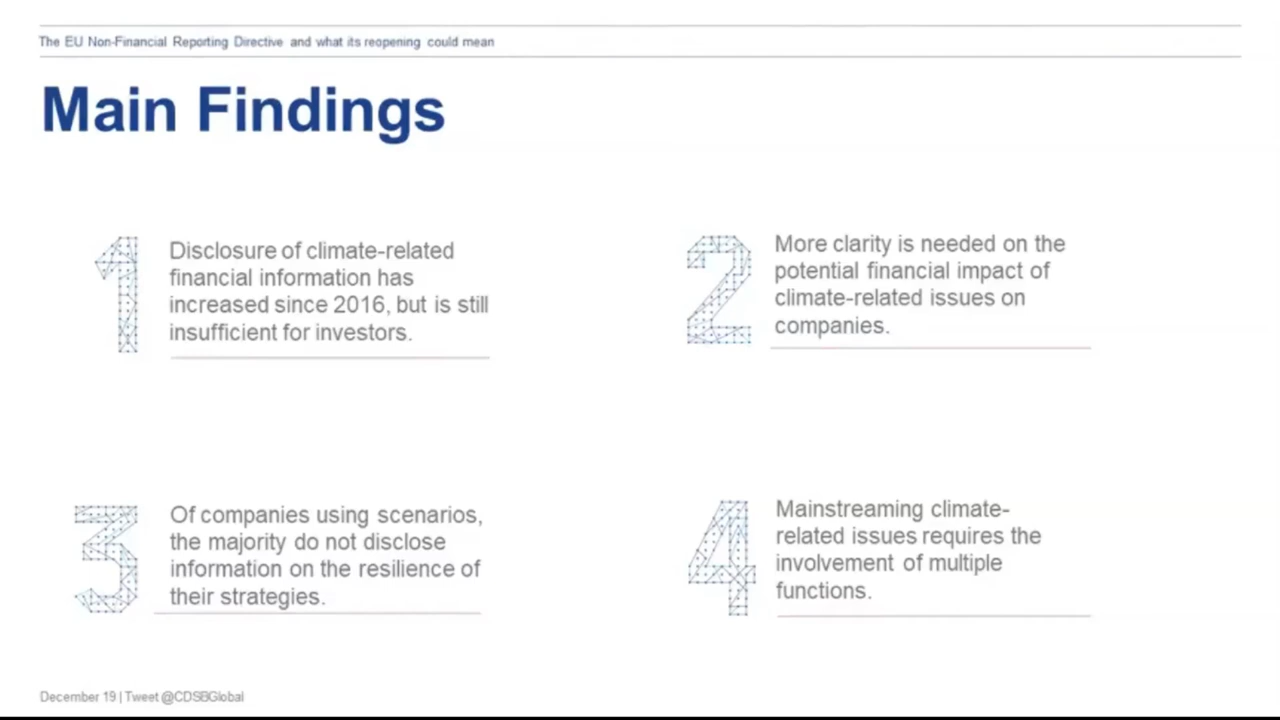 The EU Non-Financial Reporting Directive and what its reopening could mean
Main Findings
1
Disclosure of climate-related
financial information has
increased since 2016, but is still
insufficient for investors.
2
More clarity is needed on the
potential financial impact of
climate-related issues on
companies.
3
Of companies using scenarios,
the majority do not disclose
information on the resilience of
their strategies.
4
Mainstreaming climate-
related issues requires the
involvement of multiple
functions.
December 19 | Tweet @CDSBGlobal